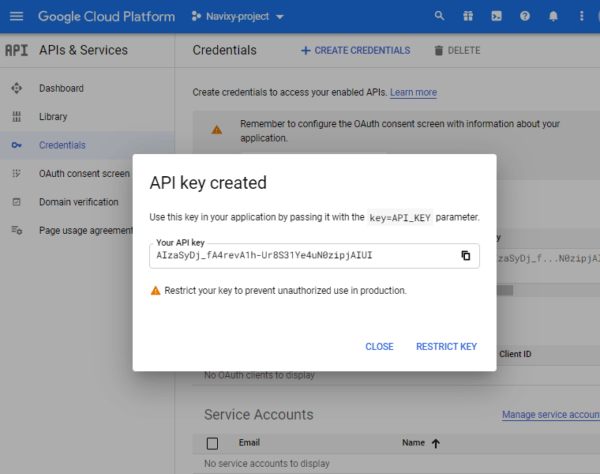 Google Cloud Platform
Navixy-project
API
APIs & Services
Credentials
+ CREATE CREDENTIALS
DELETE
Dashboard
Library
Credentials
OAuth consent screen
Domain verification
Page usage agreement
Create credentials to access your enabled APIs. Learn more
Remember to configure the OAuth consent screen with information about your
application.
API key created
Use this key in your application by passing it with the key=API_KEY parameter.
Your API key
AIzaSyDj_fA4revA1h-Ur8S31Ye4uN0zipjAIUI
Restrict your key to prevent unauthorized use in production.
CLOSE
RESTRICT KEY
y
zaSyDj_f...N0zipjAI
Client ID
No OAuth clients to display
Service Accounts
Manage service accoun
Email
Name
No service accounts to display